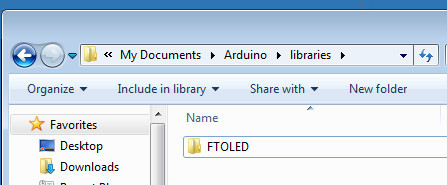 « My Documents ▸ Arduino ▸ libraries ▸
Organize Include in library Share with New folder
Favorites
Desktop
Downloads
Name
FTOLED